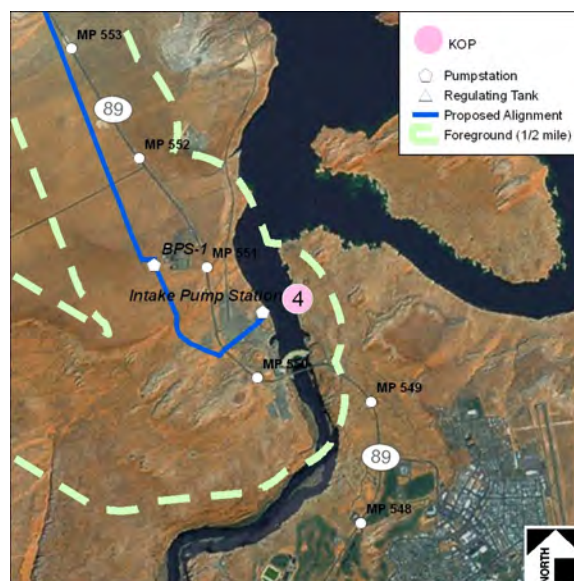 MP 553
KOP
Pumpstation
Regulating Tank
Proposed Alignment
Foreground (1/2 mile)
89
MP 552
BPS-1
MP 551
Intake Pump Station
4
MP 550
MP 549
89
MP 548
NORTH